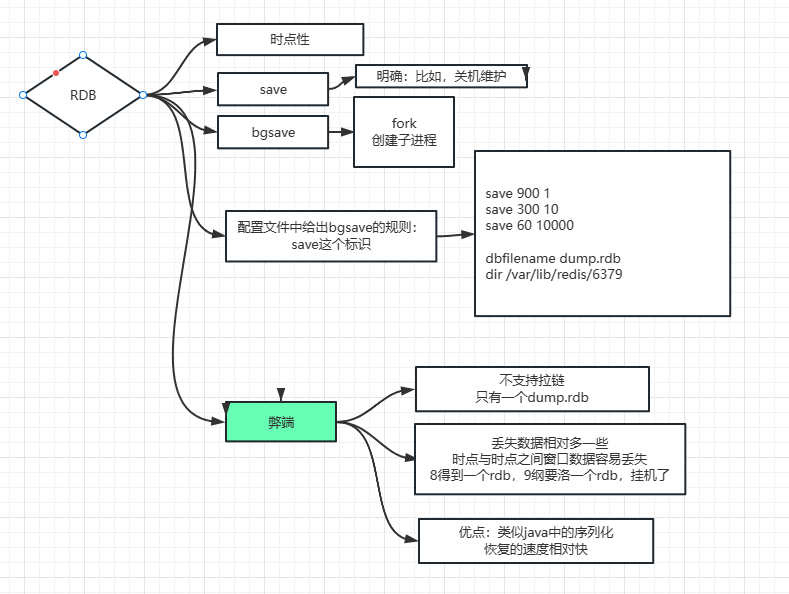 时点性
RDB
save
明确：比如，关机维护
bgsave
fork
创建子进程
配置文件中给出bgsave的规则：
save这个标识
save 900 1
save 300 10
save 60 10000
dbfilename dump.rdb
dir /var/lib/redis/6379
弊端
不支持拉链
只有一个dump.rdb
丢失数据相对多一些
时点与时点之间窗口数据容易丢失
8得到一个rdb，9纲要洛一个rdb，挂机了
优点：类似java中的序列化
恢复的速度相对快